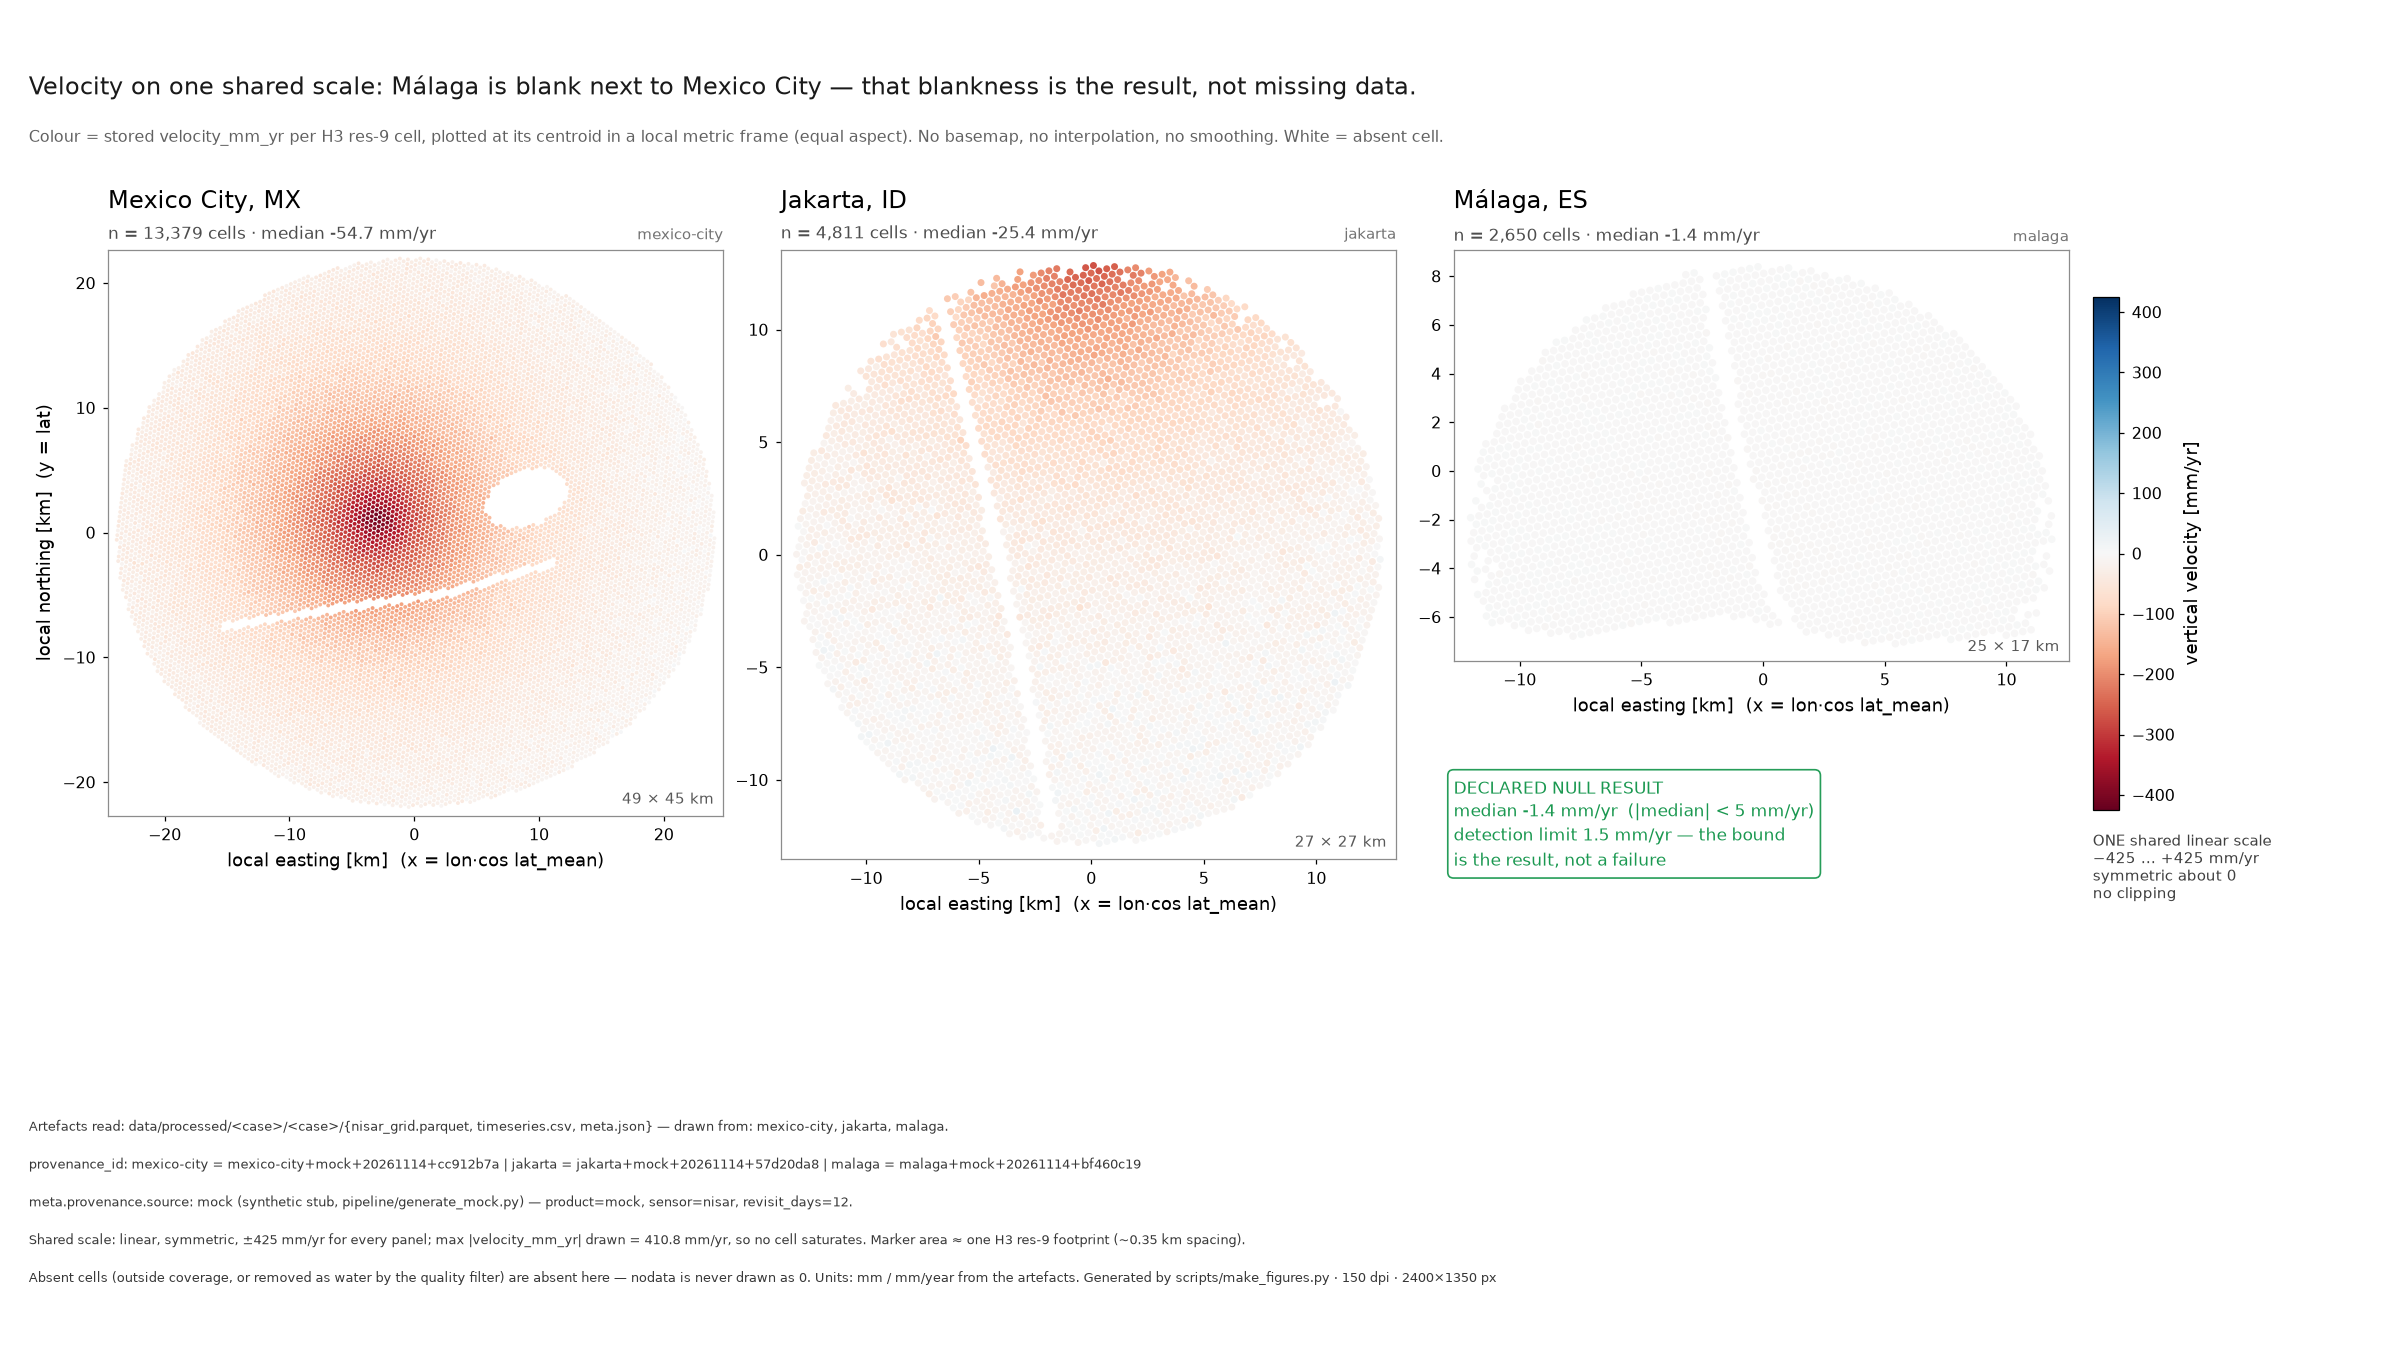 Velocity on one shared scale: Málaga is blank next to Mexico City — that blankness is the result, not missing data.
Colour = stored velocity_mm_yr per H3 res-9 cell, plotted at its centroid in a local metric frame (equal aspect). No basemap, no interpolation, no smoothing. White = absent cell.
Mexico City, MX
n = 13,379 cells · median -54.7 mm/yr
mexico-city
20
10
0
−10
−20
local northing [km]  (y = lat)
49 × 45 km
−20
−10
0
10
20
local easting [km]  (x = lon·cos lat_mean)
Jakarta, ID
n = 4,811 cells · median -25.4 mm/yr
jakarta
10
5
0
−5
−10
27 × 27 km
−10
−5
0
5
10
local easting [km]  (x = lon·cos lat_mean)
Málaga, ES
n = 2,650 cells · median -1.4 mm/yr
malaga
8
6
4
2
0
−2
−4
−6
25 × 17 km
−10
−5
0
5
10
local easting [km]  (x = lon·cos lat_mean)
DECLARED NULL RESULT
median -1.4 mm/yr  (|median| < 5 mm/yr)
detection limit 1.5 mm/yr — the bound
is the result, not a failure
400
300
200
100
0
−100
−200
−300
−400
vertical velocity [mm/yr]
ONE shared linear scale
−425 … +425 mm/yr
symmetric about 0
no clipping
Artefacts read: data/processed/<case>/<case>/{nisar_grid.parquet, timeseries.csv, meta.json} — drawn from: mexico-city, jakarta, malaga.
provenance_id: mexico-city = mexico-city+mock+20261114+cc912b7a | jakarta = jakarta+mock+20261114+57d20da8 | malaga = malaga+mock+20261114+bf460c19
meta.provenance.source: mock (synthetic stub, pipeline/generate_mock.py) — product=mock, sensor=nisar, revisit_days=12.
Shared scale: linear, symmetric, ±425 mm/yr for every panel; max |velocity_mm_yr| drawn = 410.8 mm/yr, so no cell saturates. Marker area ≈ one H3 res-9 footprint (~0.35 km spacing).
Absent cells (outside coverage, or removed as water by the quality filter) are absent here — nodata is never drawn as 0. Units: mm / mm/year from the artefacts. Generated by scripts/make_figures.py · 150 dpi · 2400×1350 px